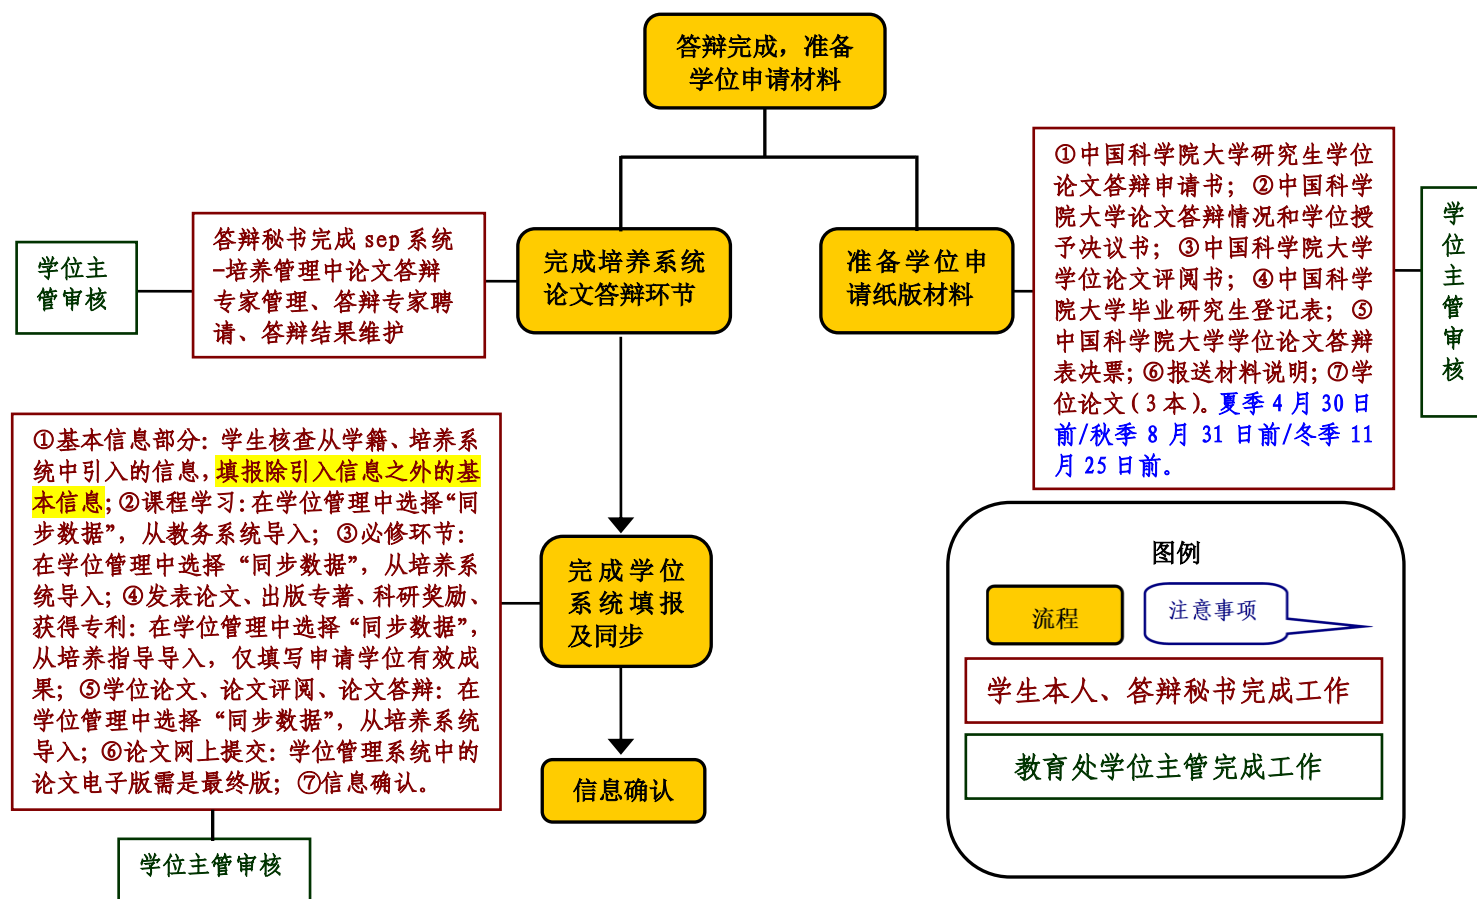 答辩完成，准备
学位申请材料
答辩秘书完成 sep 系统
-培养管理中论文答辩
专家管理、答辩专家聘
请、答辩结果维护
学位主
管审核
完成培养系统
论文答辩环节
准备学位申
请纸版材料
①中国科学院大学研究生学位
论文答辩申请书；②中国科学
院大学论文答辩情况和学位授
予决议书；③中国科学院大学
学位论文评阅书；④中国科学
院大学毕业研究生登记表；⑤
中国科学院大学学位论文答辩
表决票；⑥报送材料说明；⑦学
位论文（3 本）。夏季 4 月 30 日
前/秋季 8 月 31 日前/冬季 11
月 25 日前。
学
位
主
管
审
核
①基本信息部分：学生核查从学籍、培养系
统中引入的信息，填报除引入信息之外的基
本信息；②课程学习：在学位管理中选择“同
步数据”，从教务系统导入；③必修环节：
在学位管理中选择“同步数据”，从培养系
统导入；④发表论文、出版专著、科研奖励、
获得专利：在学位管理中选择“同步数据”，
从培养指导导入，仅填写申请学位有效成
果；⑤学位论文、论文评阅、论文答辩：在
学位管理中选择“同步数据”，从培养系统
导入；⑥论文网上提交：学位管理系统中的
论文电子版需是最终版；⑦信息确认。
学位主管审核
完成学位
系统填报
及同步
信息确认
图例
流程
注意事项
学生本人、答辩秘书完成工作
教育处学位主管完成工作